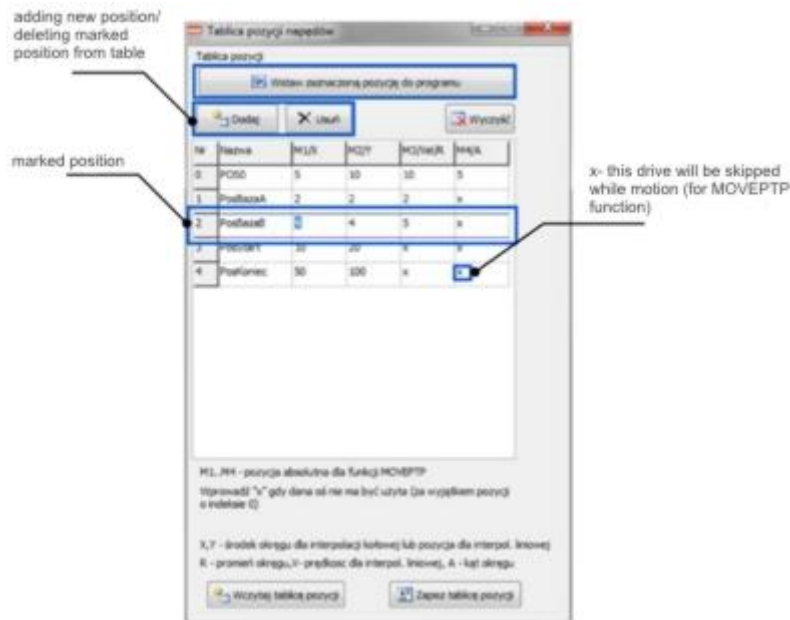 adding new position/
deleting marked
position from table
Tablica pozycji napędów
Tablica pozycji
Wstaw zaznaczoną pozycję do programu
Dodaj
Usuń
Wyczyść
marked position
Nr Nazwa M1/X M2/Y M3/Vel/R M4/A
0 POS0 5 10 10 5
1 PosBazaA 2 2 2 x
2 PosBazaB 4 5 x
3 PosStart 10 20 x x
4 PosKoniec 50 100 x x
x- this drive will be skipped
while motion (for MOVEPTP
function)
M1..M4 - pozycja absolutna dla funkcji MOVEPTP
Wprowadź "x" gdy dana oś nie ma być użyta (za wyjątkiem pozycji
o indeksie 0)
X,Y - środek okręgu dla interpolacji kołowej lub pozycja dla interpol. liniowej
R - promień okręgu,V- prędkosc dla interpol. liniowej, A - kąt okręgu
Wczytaj tablicę pozycji
Zapisz tablicę pozycji